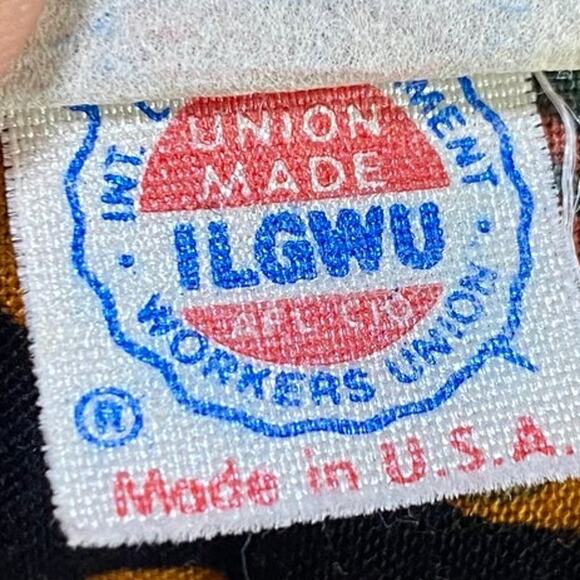 INT.
MENT
UNION
MADE
ILGWU
AFL CIO
WORKERS UNION
®
Made in U.S.A.